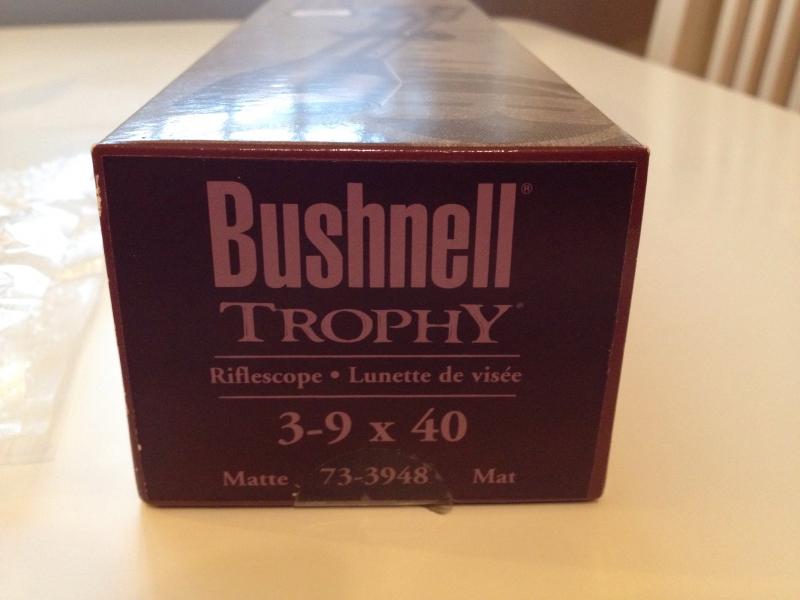 Bushnell®
TROPHY®
Riflescope • Lunette de visée
3-9 x 40
Matte 73-3948 Mat